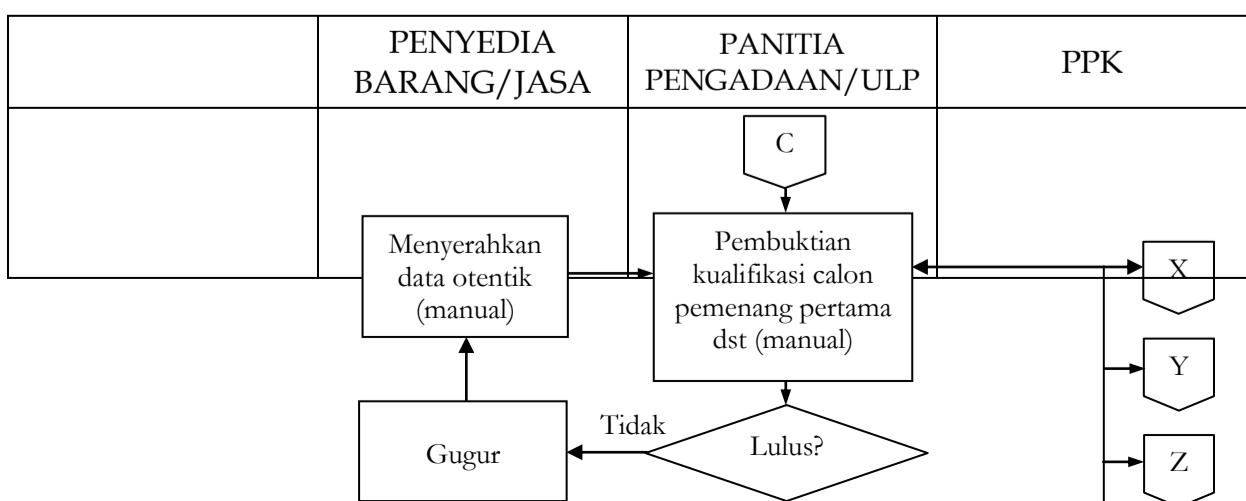 PENYEDIA
BARANG/JASA
PANITIA
PENGADAAN/ULP
PPK
C
Menyerahkan
data otentik
(manual)
Pembuktian
kualifikasi calon
pemenang pertama
dst (manual)
X
Y
Gugur
Tidak
Lulus?
Z